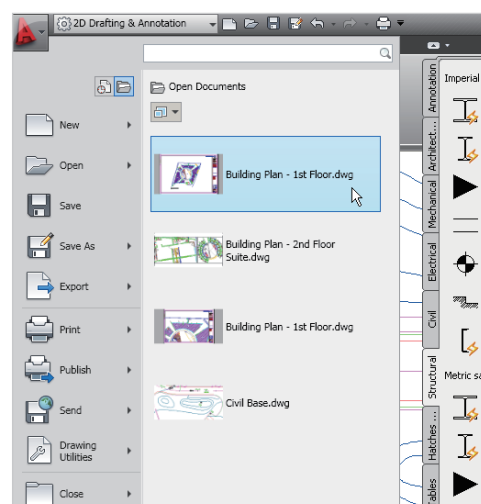 2D Drafting & Annotation
Open Documents
New
Open
Save
Save As
Export
Print
Publish
Send
Drawing
Utilities
Close
Building Plan - 1st Floor.dwg
Building Plan - 2nd Floor
Suite.dwg
Building Plan - 1st Floor.dwg
Civil Base.dwg
Annotation
Architect...
Mechanical
Electrical
Civil
Structural
Hatches ...
Tables
Imperial
Metric sa